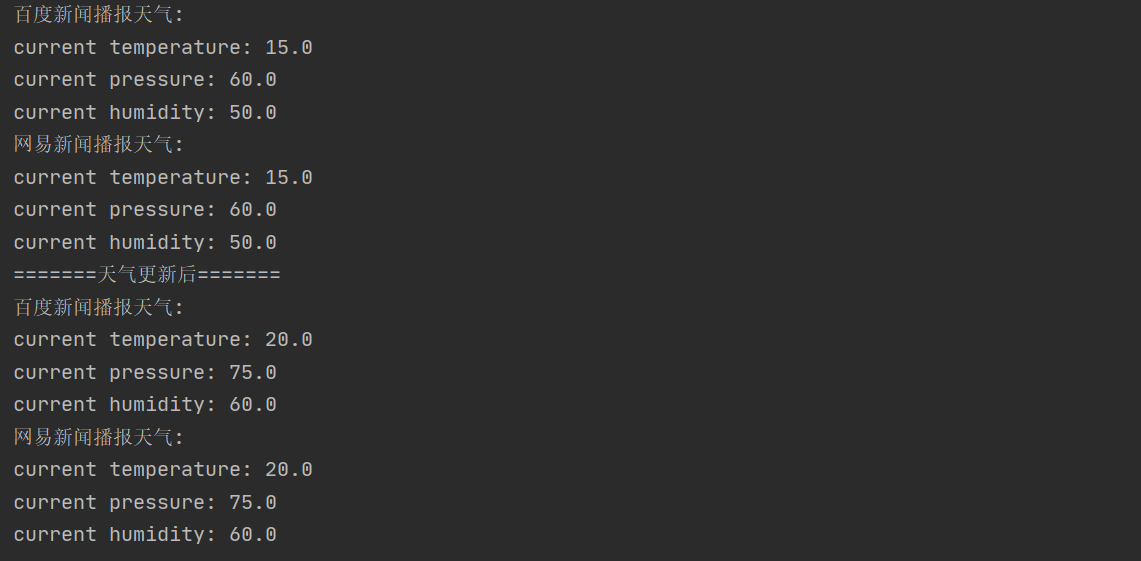 百度新闻播报天气:
current temperature: 15.0
current pressure: 60.0
current humidity: 50.0
网易新闻播报天气:
current temperature: 15.0
current pressure: 60.0
current humidity: 50.0
=======天气更新后=======
百度新闻播报天气:
current temperature: 20.0
current pressure: 75.0
current humidity: 60.0
网易新闻播报天气:
current temperature: 20.0
current pressure: 75.0
current humidity: 60.0